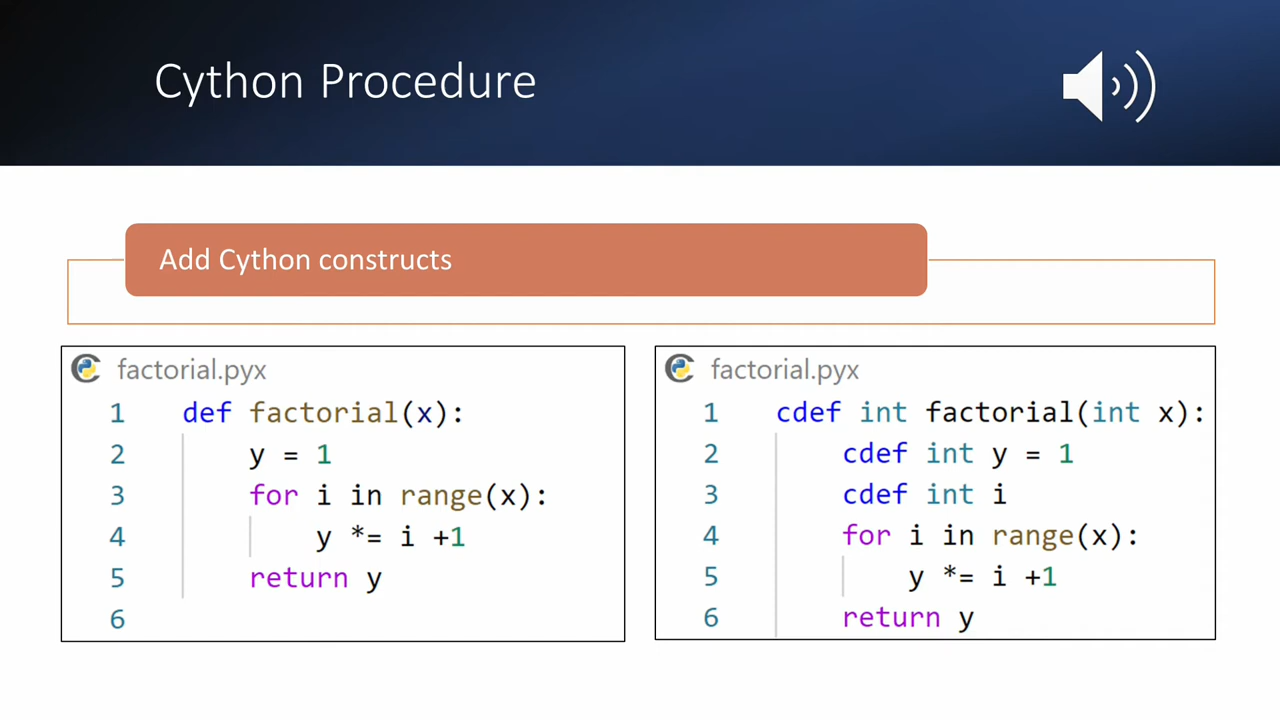 Cython Procedure
Add Cython constructs
factorial.pyx
1 def factorial(x):
2 y = 1
3 for i in range(x):
4 y *= i +1
5 return y
6
factorial.pyx
1 cdef int factorial(int x):
2 cdef int y = 1
3 cdef int i
4 for i in range(x):
5 y *= i +1
6 return y